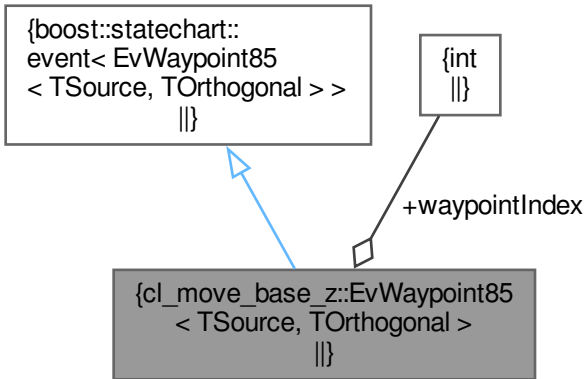 {boost::statechart::
event< EvWaypoint85
< TSource, TOrthogonal > >
||}
{int
||}
+waypointIndex
{cl_move_base_z::EvWaypoint85
< TSource, TOrthogonal >
||}